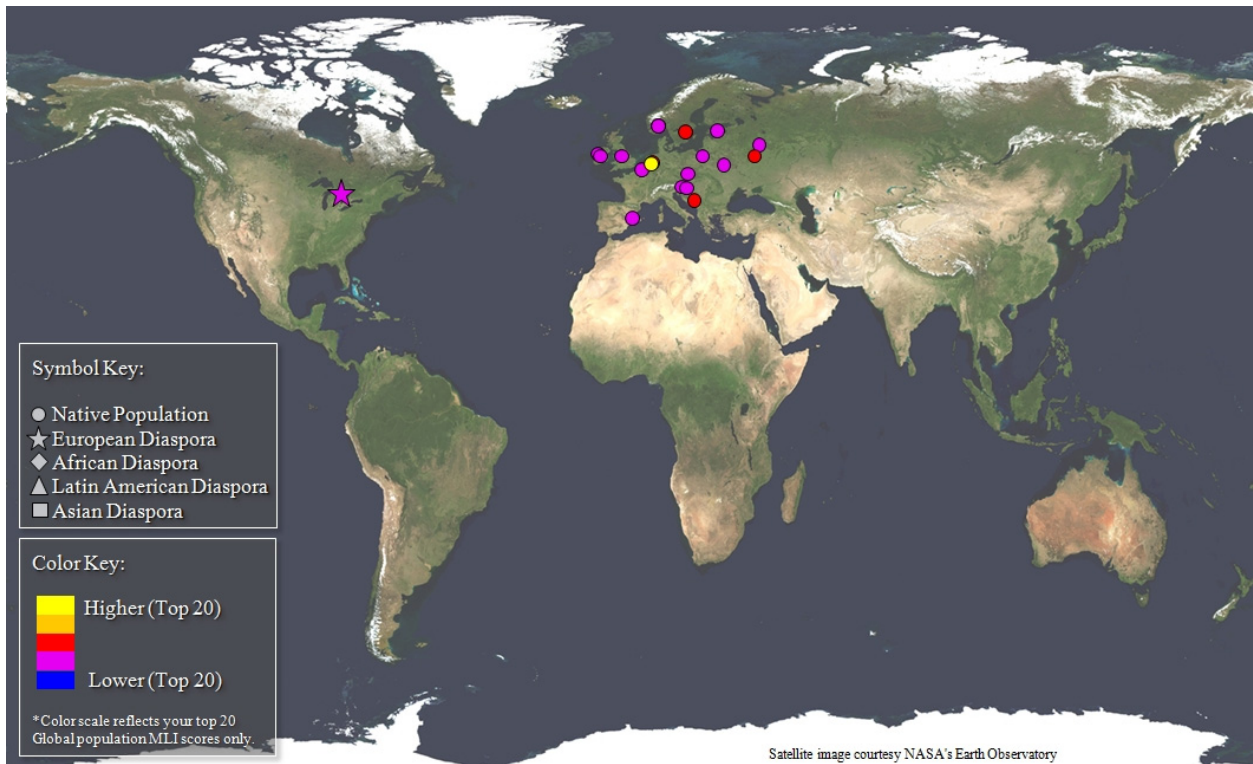 Symbol Key:
Native Population
European Diaspora
African Diaspora
Latin American Diaspora
Asian Diaspora
Color Key:
Higher (Top 20)
Lower (Top 20)
*Color scale reflects your top 20
Global population MLI scores only.
Satellite image courtesy NASA's Earth Observatory